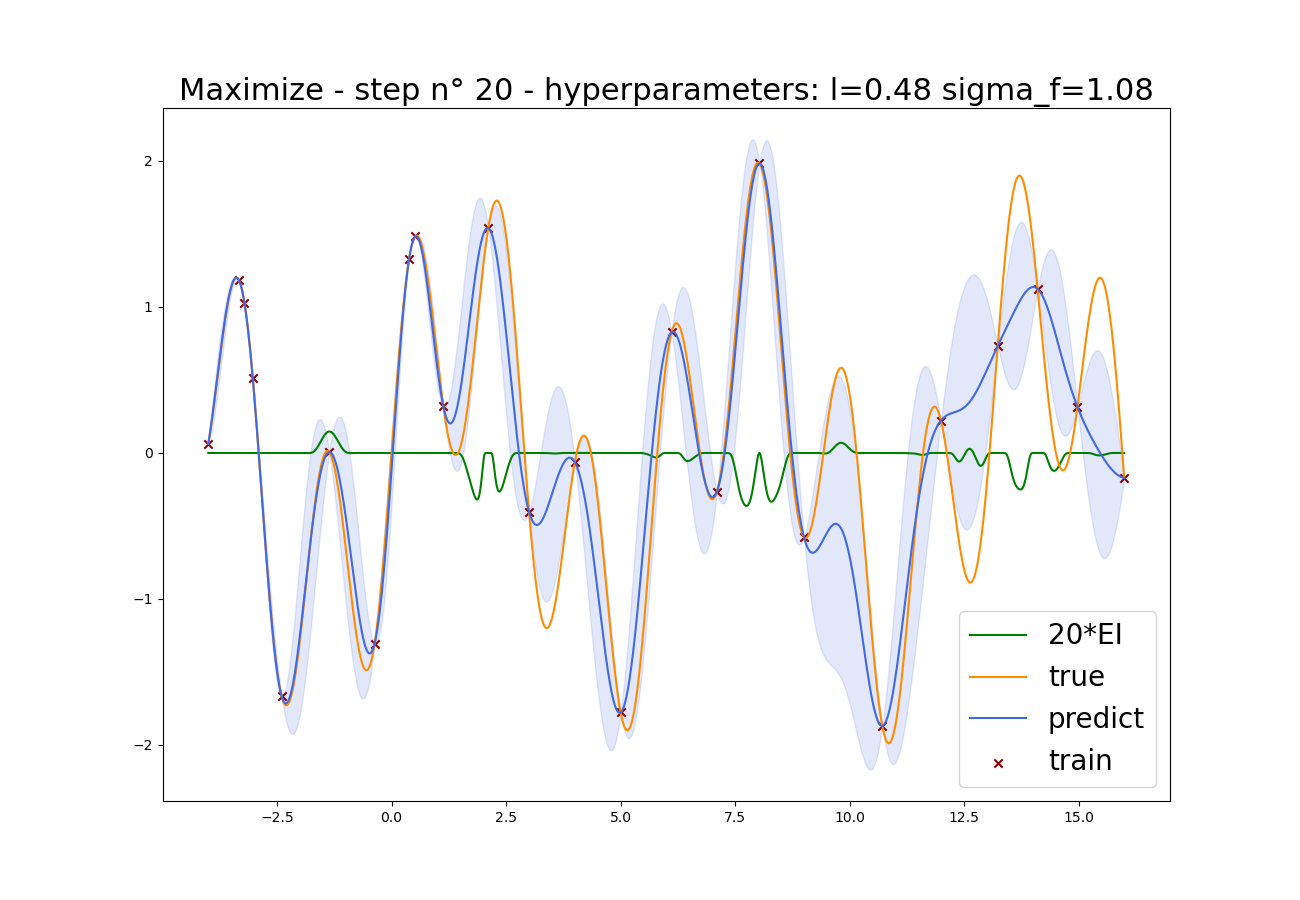 Maximize - step n° 20 - hyperparameters: l=0.48 sigma_f=1.08
2
1
0
−1
−2
−2.5 0.0 2.5 5.0 7.5 10.0 12.5 15.0
20*EI
true
predict
train